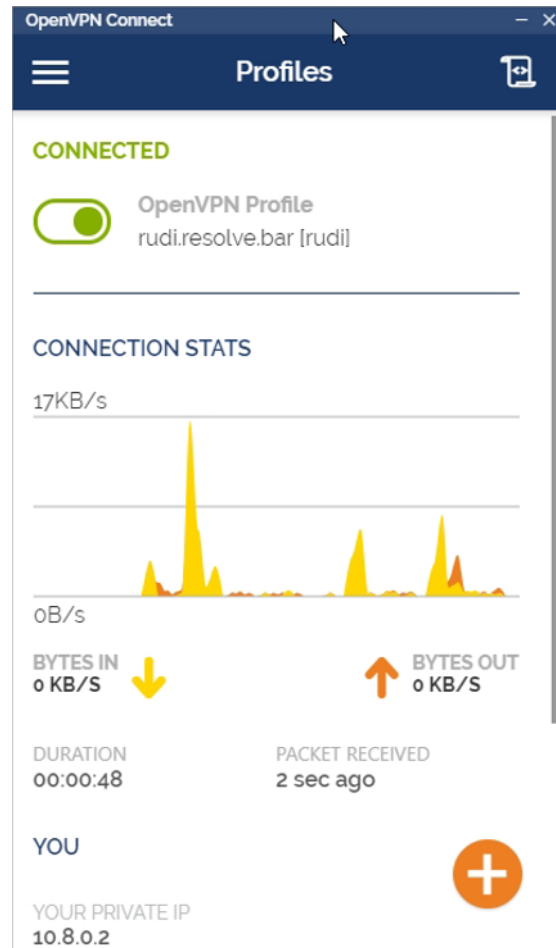 OpenVPN Connect
Profiles
CONNECTED
OpenVPN Profile
rudi.resolve.bar [rudi]
CONNECTION STATS
17KB/s
0B/s
BYTES IN
0 KB/S
BYTES OUT
0 KB/S
DURATION
00:00:48
PACKET RECEIVED
2 sec ago
YOU
YOUR PRIVATE IP
10.8.0.2